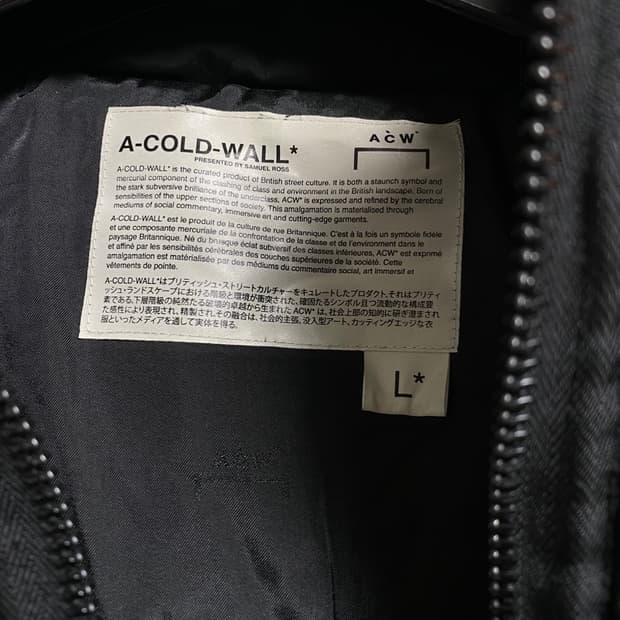 A-COLD-WALL*
PRESENTED BY SAMUEL ROSS
ACW*
A-COLD-WALL* is the curated product of British street culture. It is both a staunch symbol and
mercurial component of the clashing of class and environment in the British landscape. Born of
the stark subversive brilliance of the underclass, ACW* is expressed and refined by the cerebral
sensibilities of the upper sections of society. This amalgamation is materialised through
mediums of social commentary, immersive art and cutting-edge garments.
A-COLD-WALL* est le produit de la culture de rue Britannique. C'est à la fois un symbole fidèle
et une composante mercuriale de la confrontation de la classe et de l'environment dans le
paysage Britannique. Né du brusque éclat subversif des classes inférieures, ACW* est exprmé
et affiné par les sensibilités cérébrales des couches supérieures de la société. Cette
amalgamation est matérialisée par des médiums du commentaire social, art immersif et
vêtements de pointe.
A-COLD-WALL*はブリティッシュ・ストリートカルチャーをキュレートしたプロダクト、それはブリティ
ッシュ・ランドスケープにおける階級と環境が衝突された、確固たるシンボル且つ流動的な構成要
素である、下層階級の純然たる破壊的卓越から生まれた ACW* は、社会上部の知的に研ぎ澄まされ
た感性により表現され、精製され、その融合は、社会的主張、没入型アート、カッティングエッジな衣
服といったメディアを通して実体を得る.
L*
ACW*